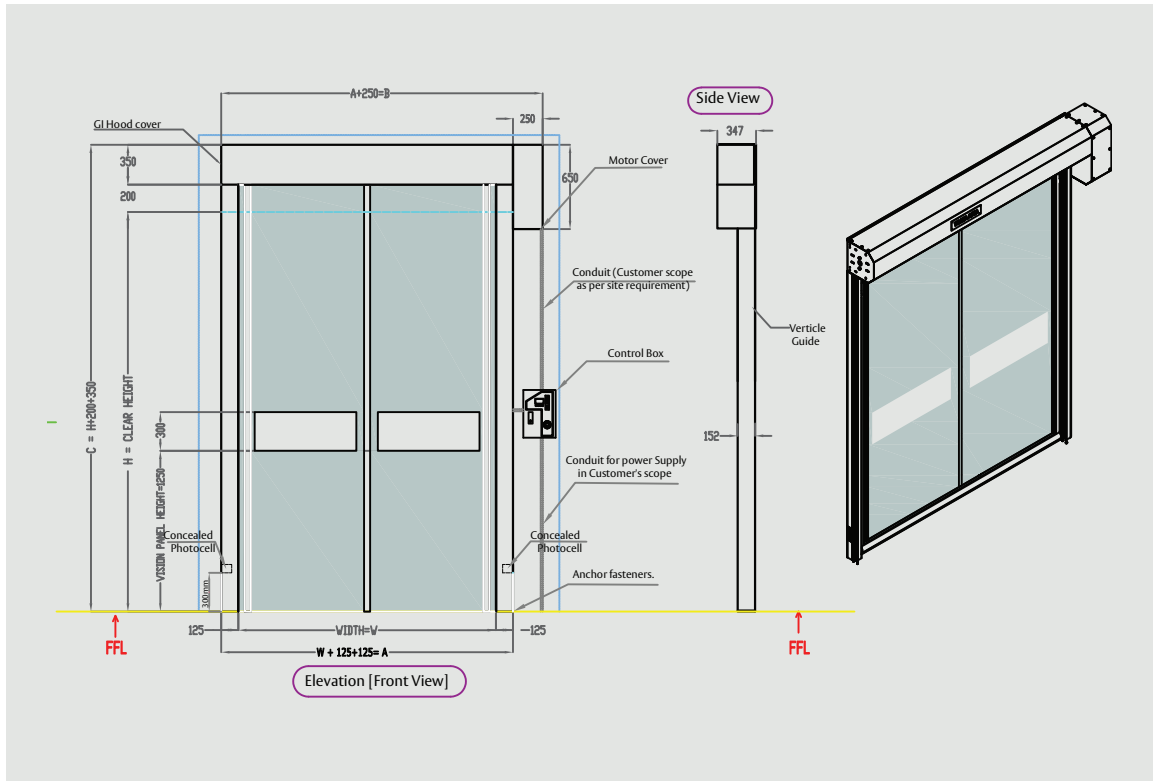 A+250=B
Side View
250
347
GI Hood cover
350
Motor Cover
650
200
Conduit (Customer scope
as per site requirement)
Verticle
Guide
Control Box
C = H+200+350
H = CLEAR HEIGHT
300
152
Conduit for power Supply
in Customer's scope
VISION PANEL HEIGHT=1250
Concealed
Photocell
Concealed
Photocell
Anchor fasteners.
300mm
125
WIDTH=W
125
FFL
W + 125+125= A
FFL
Elevation [Front View]